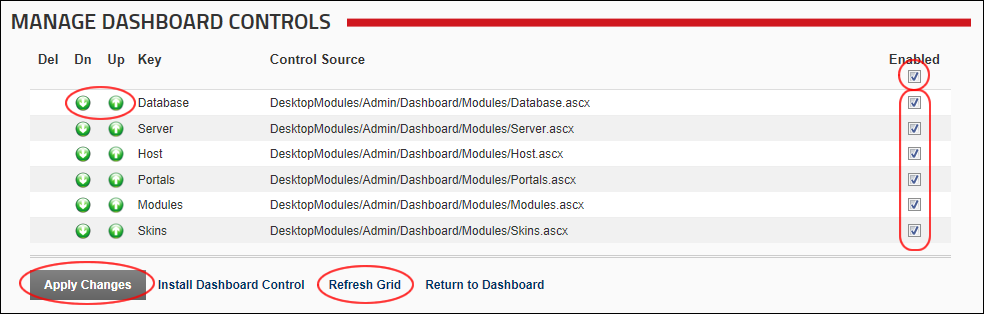 MANAGE DASHBOARD CONTROLS
Del Dn Up Key Control Source Enabled
Database DesktopModules/Admin/Dashboard/Modules/Database.ascx
Server DesktopModules/Admin/Dashboard/Modules/Server.ascx
Host DesktopModules/Admin/Dashboard/Modules/Host.ascx
Portals DesktopModules/Admin/Dashboard/Modules/Portals.ascx
Modules DesktopModules/Admin/Dashboard/Modules/Modules.ascx
Skins DesktopModules/Admin/Dashboard/Modules/Skins.ascx
Apply Changes Install Dashboard Control Refresh Grid Return to Dashboard